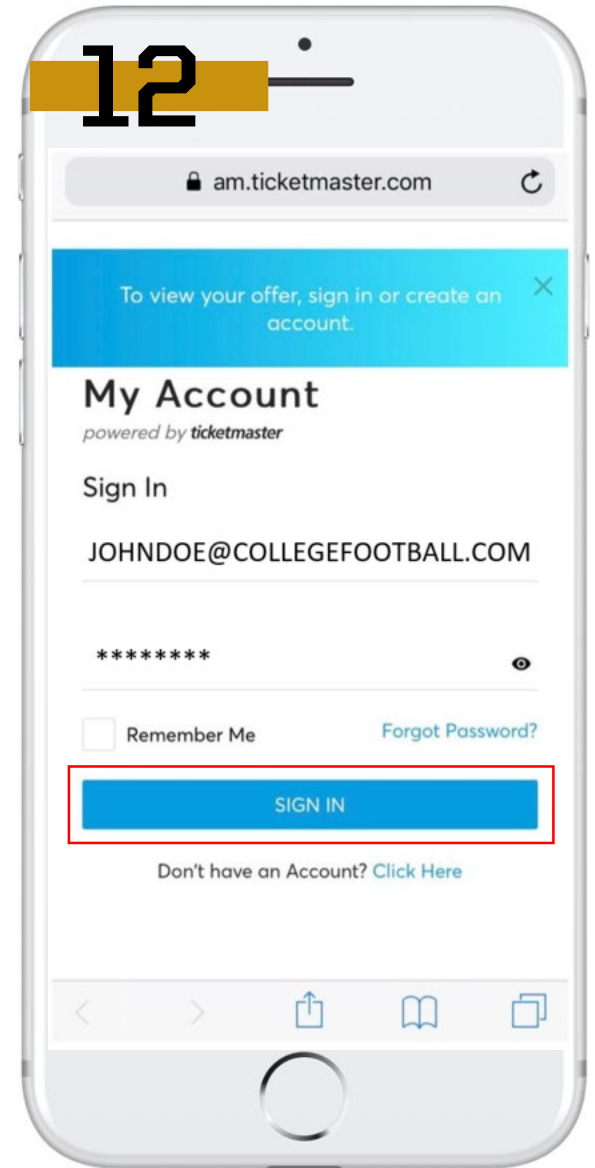 12
am.ticketmaster.com
To view your offer, sign in or create an
account.
My Account
powered by ticketmaster
Sign In
JOHNDOE@COLLEGEFOOTBALL.COM
********
Remember Me Forgot Password?
SIGN IN
Don't have an Account? Click Here